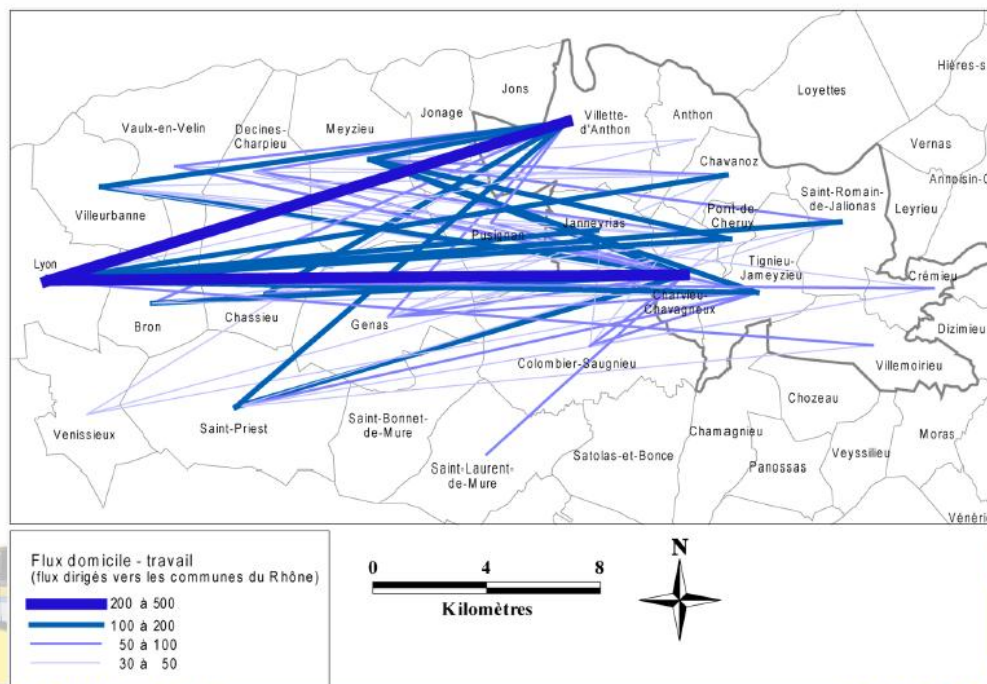 Jons
Hières-s
Loyettes
Jonage
Villette-
d'Anthon
Anthon
Vaulx-en-Velin
Decines-
Charpieu
Meyzieu
Vernas
Chavanoz
Annoisin-C
Saint-Romain-
de-Jalionas
Leyrieu
Villeurbanne
Pont-de-
Cheruy
Janneyrias
Pusignan
Lyon
Tignieu-
Jameyzieu
Crémieu
Charvieu-
Chavagneux
Bron
Chassieu
Genas
Dizimieu
Colombier-Saugnieu
Villemoirieu
Chozeau
Venissieux
Saint-Priest
Saint-Bonnet-
de-Mure
Chamagnieu
Moras
Veyssilieu
Saint-Laurent-
de-Mure
Satolas-et-Bonce
Panossas
Vénéri
Flux domicile - travail
(flux dirigés vers les communes du Rhône)
200 à 500
100 à 200
50 à 100
30 à 50
0 4 8
Kilomètres
N